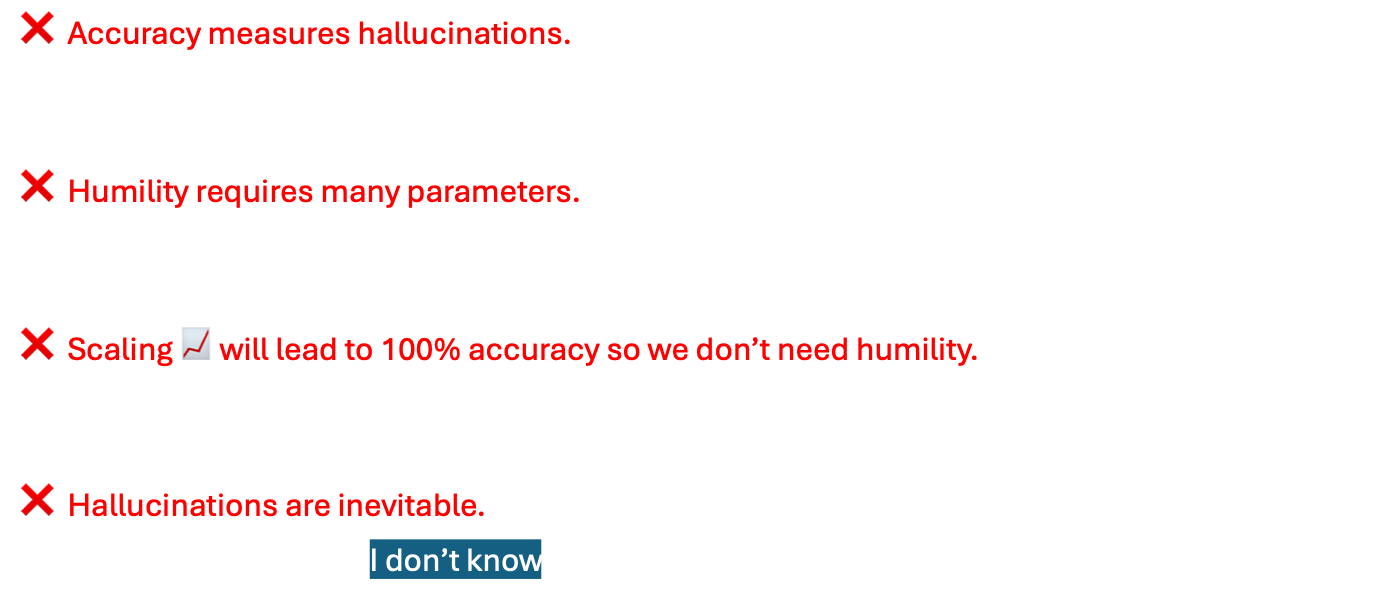 ❌ Accuracy measures hallucinations.
❌ Humility requires many parameters.
❌ Scaling 📈 will lead to 100% accuracy so we don’t need humility.
❌ Hallucinations are inevitable.
I don’t know